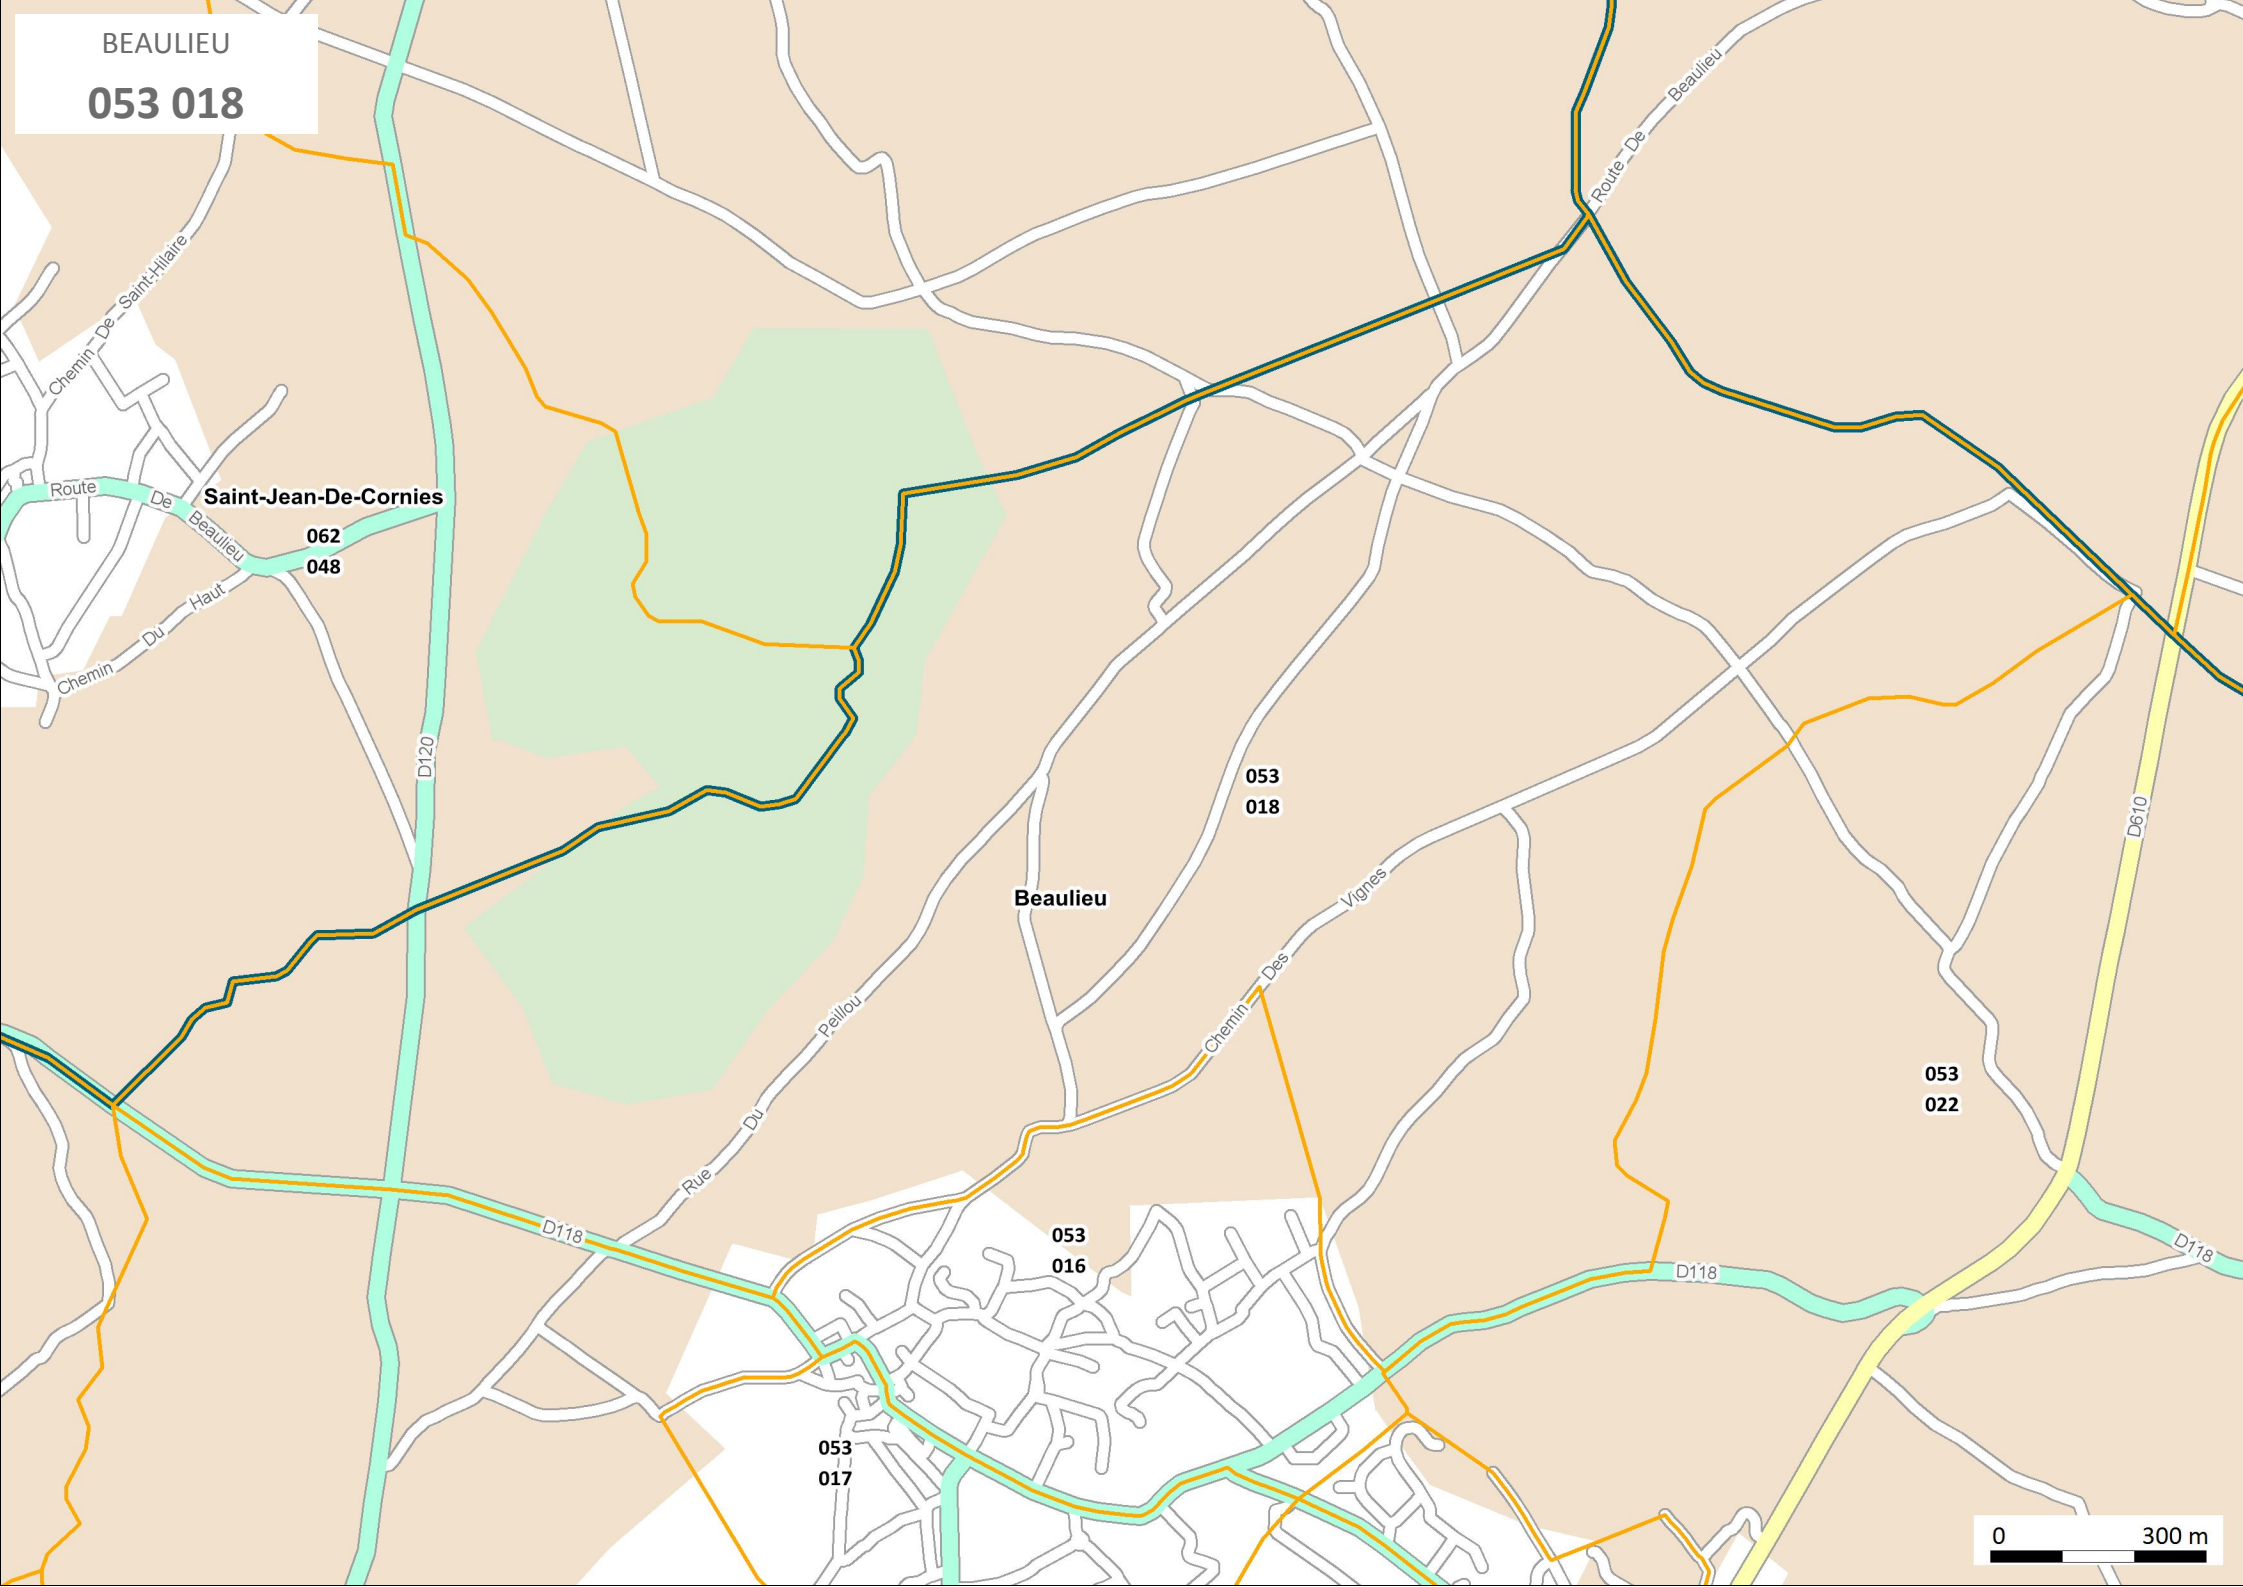 BEAULIEU
053 018
Route De Beaulieu
Chemin De Saint-Hilaire
Route De Beaulieu
Saint-Jean-De-Cornies
062
048
Chemin Du Haut
D120
053
018
D610
Beaulieu
Chemin Des Vignes
Rue Du Peillou
053
022
D118
053
016
D118
D118
053
017
0 300 m